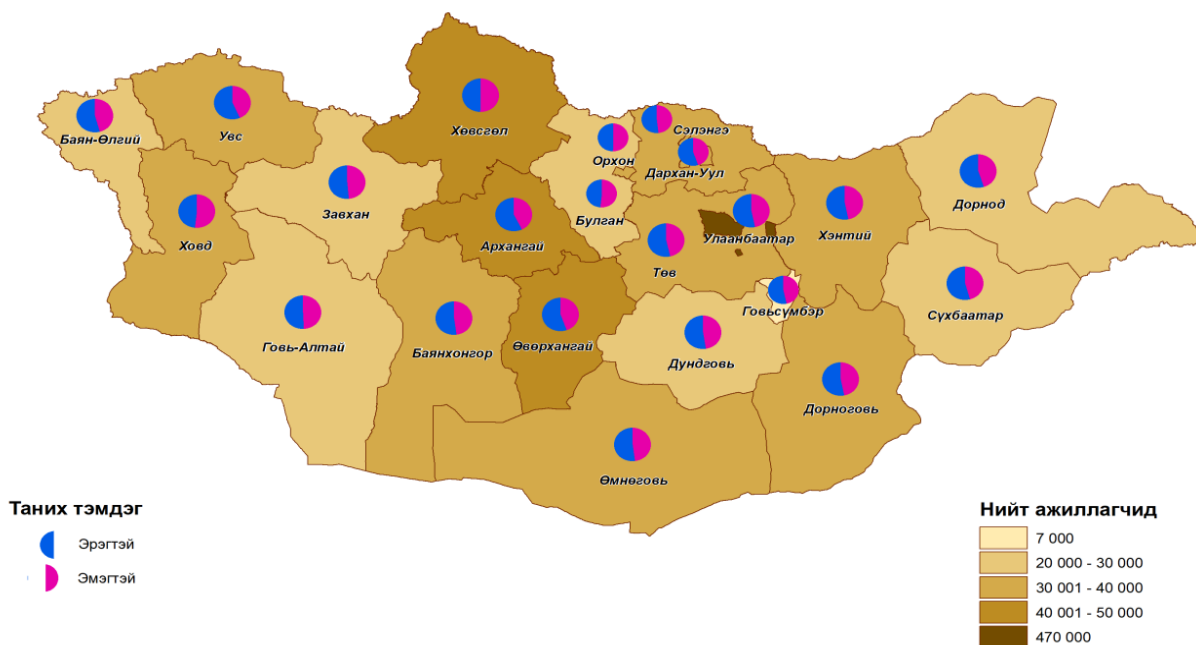 Баян-Өлгий
Увс
Хөвсгөл
Орхон
Сэлэнгэ
Дархан-Уул
Завхан
Булган
Дорнод
Ховд
Архангай
Улаанбаатар
Хэнтий
Төв
Говьсүмбэр
Сүхбаатар
Говь-Алтай
Баянхонгор
Өвөрхангай
Дундговь
Дорноговь
Өмнөговь
Таних тэмдэг
Эрэгтэй
Эмэгтэй
Нийт ажиллагчид
7 000
20 000 - 30 000
30 001 - 40 000
40 001 - 50 000
470 000